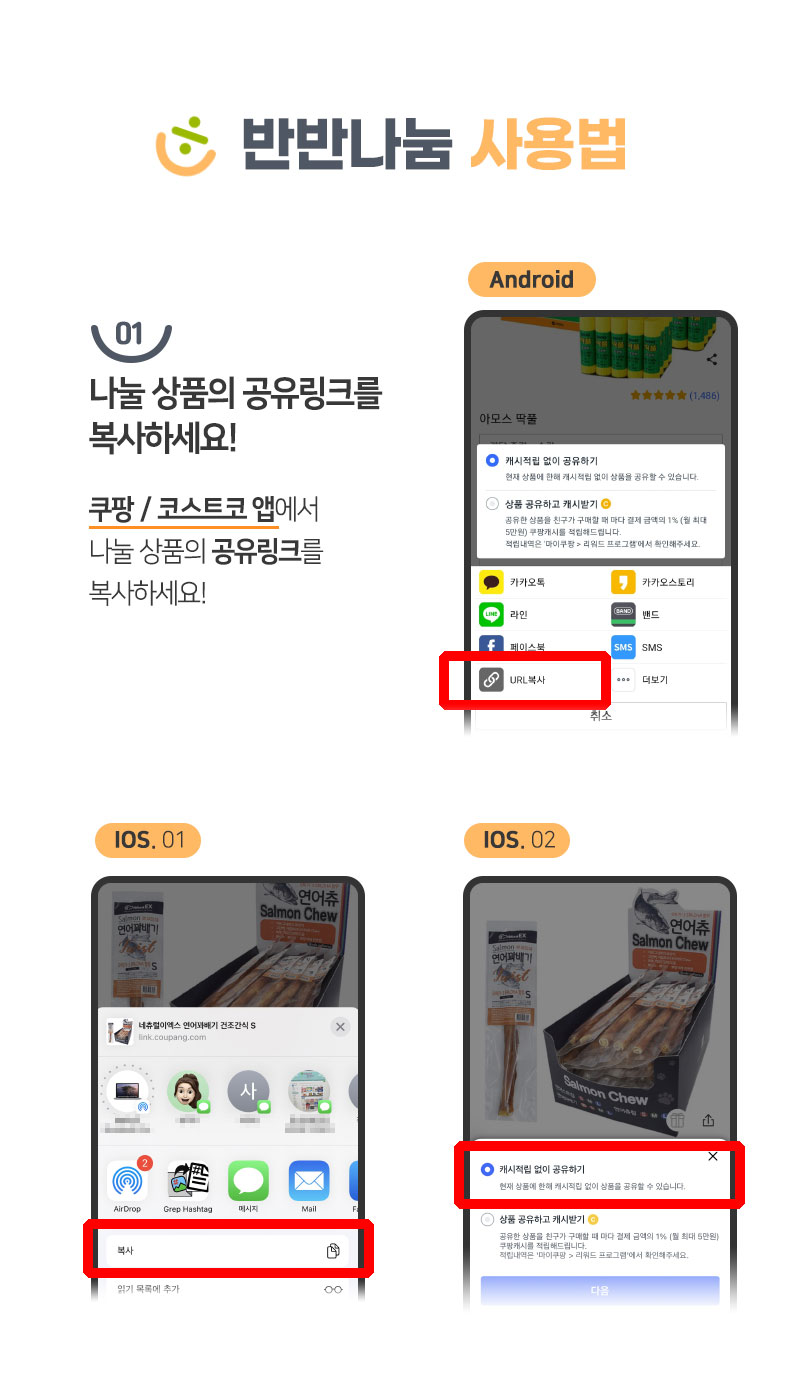 반반나눔 사용법
01
나눌 상품의 공유링크를
복사하세요!
쿠팡 / 코스트코 앱에서
나눌 상품의 공유링크를
복사하세요!
Android
(1,486)
아모스 딱풀
캐시적립 없이 공유하기
현재 상품에 한해 캐시적립 없이 상품을 공유할 수 있습니다.
상품 공유하고 캐시받기 C
공유한 상품을 친구가 구매할 때 마다 결제 금액의 1% (월 최대
5만원) 쿠팡캐시를 적립해드립니다.
적립내역은 '마이쿠팡 > 리워드 프로그램'에서 확인해주세요.
카카오톡
카카오스토리
LINE 라인
BAND 밴드
페이스북
SMS SMS
URL복사
더보기
취소
IOS. 01
연어츄
Salmon Chew
Salmon
연어꽈배기
Twist
S
네츄럴이엑스 연어꽈배기 건조간식 S
link.coupang.com
사
2
AirDrop
Grep Hashtag
메시지
Mail
Fa
복사
읽기 목록에 추가
IOS. 02
연어츄
Salmon Chew
Salmon
연어꽈배기
Twist
S
Salmon Chew
캐시적립 없이 공유하기
현재 상품에 한해 캐시적립 없이 상품을 공유할 수 있습니다.
상품 공유하고 캐시받기 C
공유한 상품을 친구가 구매할 때 마다 결제 금액의 1% (월 최대 5만원)
쿠팡캐시를 적립해드립니다.
적립내역은 '마이쿠팡 > 리워드 프로그램'에서 확인해주세요.
다음